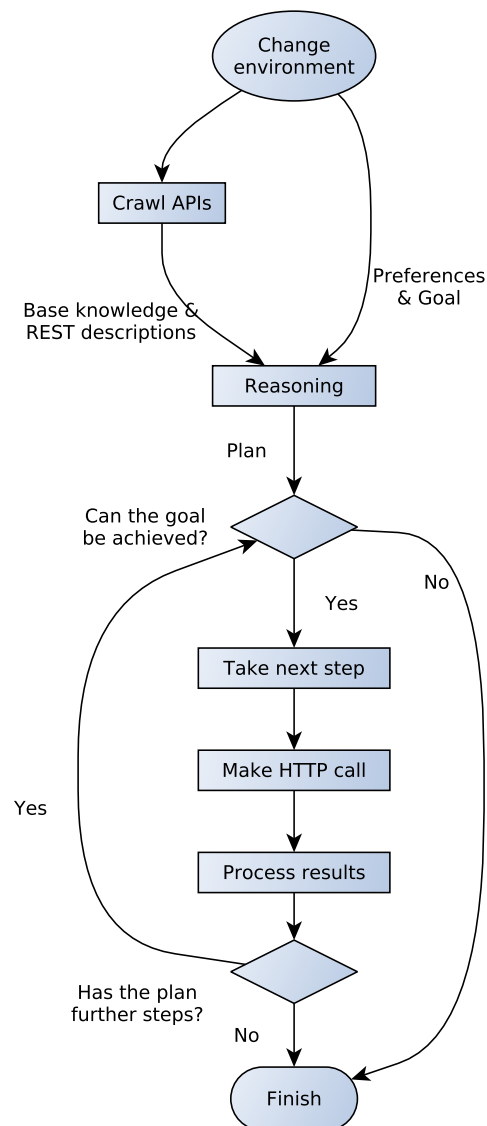 Change
environment
Crawl APIs
Preferences
& Goal
Base knowledge &
REST descriptions
Reasoning
Plan
Can the goal
be achieved?
No
Yes
Take next step
Make HTTP call
Yes
Process results
Has the plan
further steps?
No
Finish